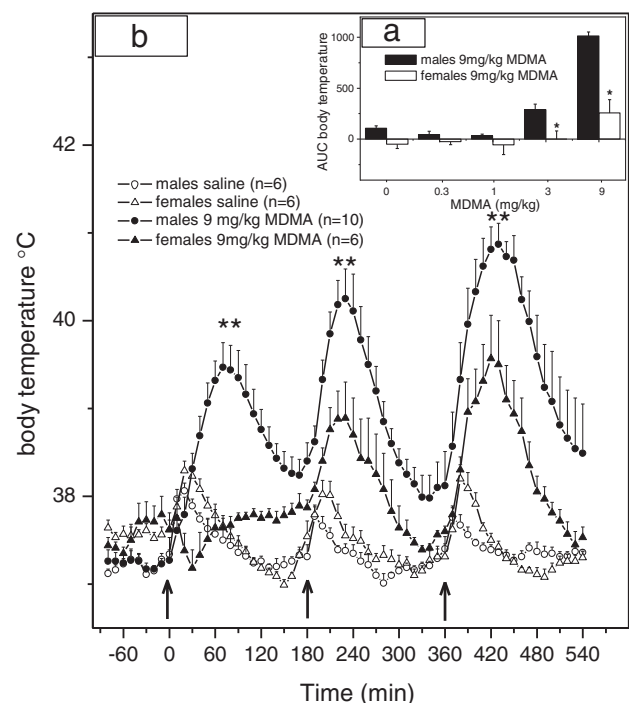 b
a
1000
500
0
AUC body temperature
males 9mg/kg MDMA
females 9mg/kg MDMA
*
*
0 0.3 1 3 9
MDMA (mg/kg)
42
40
38
body temperature °C
males saline (n=6)
females saline (n=6)
males 9 mg/kg MDMA (n=10)
females 9mg/kg MDMA (n=6)
**
**
**
-60 0 60 120 180 240 300 360 420 480 540
Time (min)